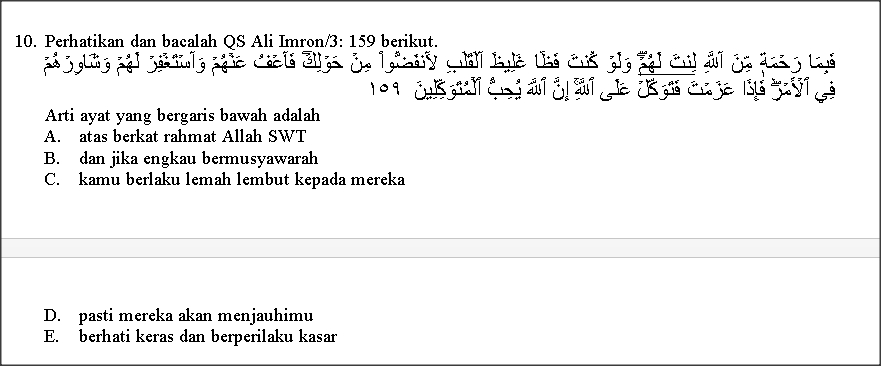 10. Perhatikan dan bacalah QS Ali Imron/3: 159 berikut.
فَبِمَا رَحۡمَةٖ مِّنَ ٱللَّهِ لِنتَ لَهُمۡۖ وَلَوۡ كُنتَ فَظًّا غَلِيظَ ٱلۡقَلۡبِ لَٱنفَضُّواْ مِنۡ حَوۡلِكَۖ فَٱعۡفُ عَنۡهُمۡ وَٱسۡتَغۡفِرۡ لَهُمۡ وَشَاوِرۡهُمۡ
فِي ٱلۡأَمۡرِۖ فَإِذَا عَزَمۡتَ فَتَوَكَّلۡ عَلَى ٱللَّهِۚ إِنَّ ٱللَّهَ يُحِبُّ ٱلۡمُتَوَكِّلِينَ ١٥٩
Arti ayat yang bergaris bawah adalah
A. atas berkat rahmat Allah SWT
B. dan jika engkau bermusyawarah
C. kamu berlaku lemah lembut kepada mereka
D. pasti mereka akan menjauhimu
E. berhati keras dan berperilaku kasar